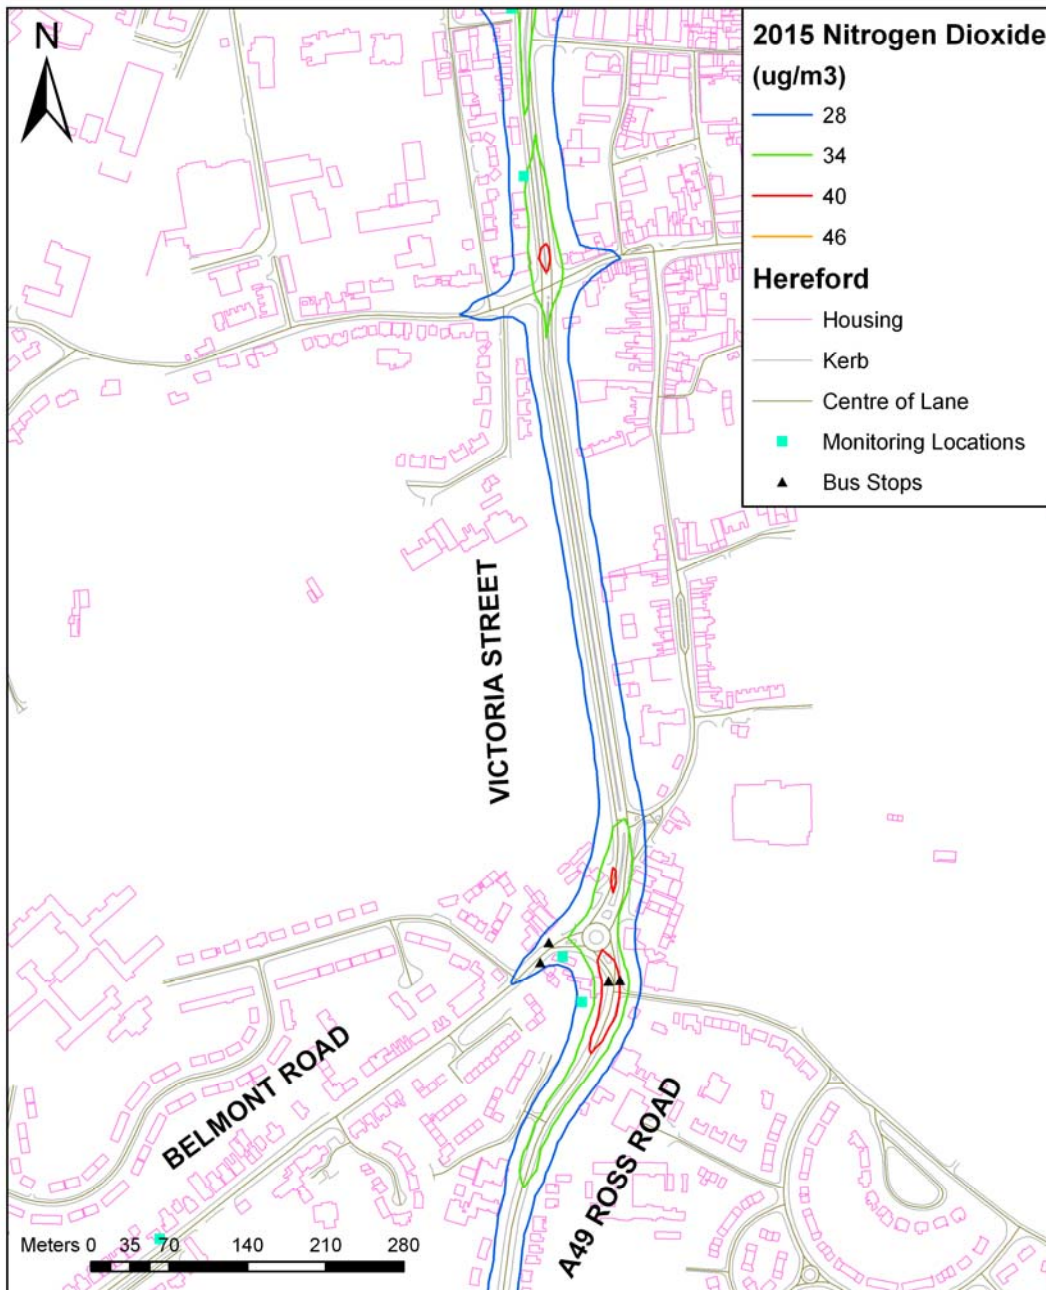 N
2015 Nitrogen Dioxide
(ug/m3)
28
34
40
46
Hereford
Housing
Kerb
Centre of Lane
Monitoring Locations
Bus Stops
VICTORIA STREET
BELMONT ROAD
A49 ROSS ROAD
Meters 0 35 70 140 210 280